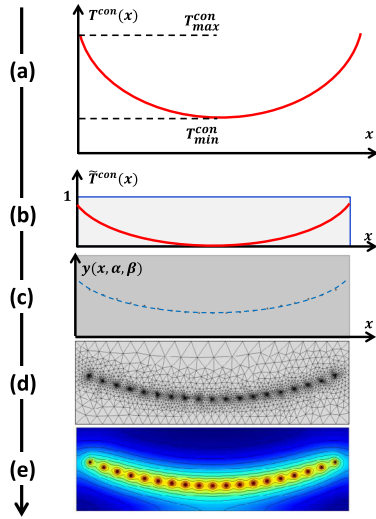 T^con(x)
T^con_max
(a)
T^con_min
x
T̃^con(x)
1
(b)
y(x, α, β)
(c)
x
(d)
(e)